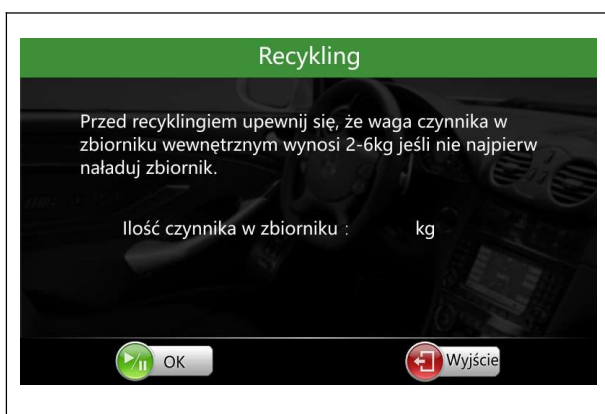 Recykling
Przed recyklingiem upewnij się, że waga czynnika w
zbiorniku wewnętrznym wynosi 2-6kg jeśli nie najpierw
naładuj zbiornik.
Ilość czynnika w zbiorniku : kg
OK
Wyjście